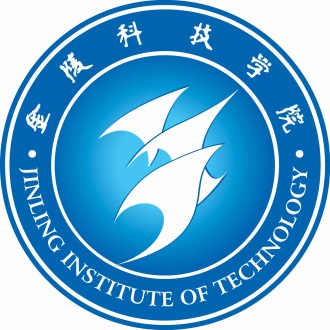 金陵科技学院
• JINLING INSTITUTE OF TECHNOLOGY •